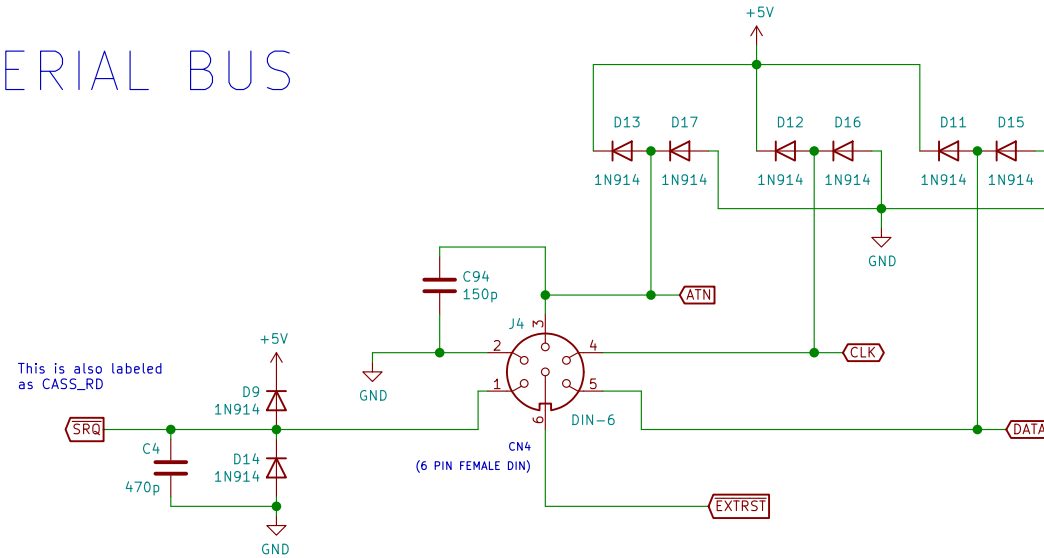 +5V
ERIAL BUS
D13
D17
D12
D16
D11
D15
1N914
1N914
1N914
1N914
1N914
1N914
GND
C94
150p
ATN
J4
3
2
4
CLK
+5V
This is also labeled
as CASS_RD
GND
1
5
D9
1N914
6
DIN-6
SRQ
DATA
C4
D14
1N914
470p
CN4
(6 PIN FEMALE DIN)
EXTRST
GND